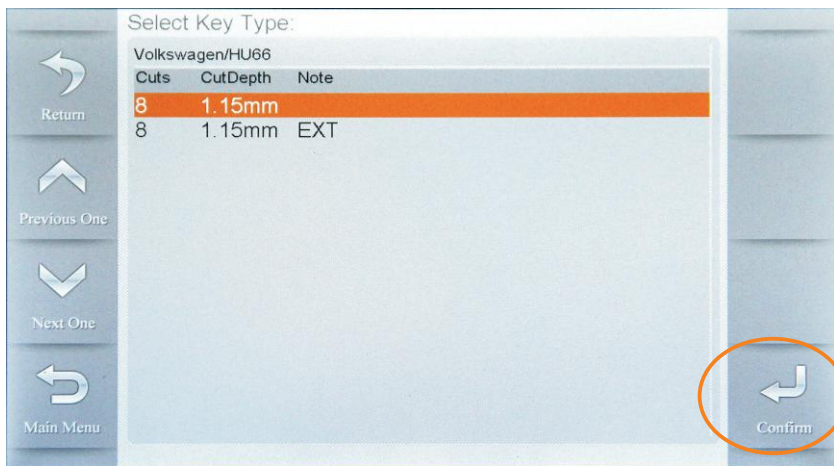 Select Key Type:
Volkswagen/HU66
Cuts CutDepth Note
8 1.15mm
8 1.15mm EXT
Return
Previous One
Next One
Main Menu
Confirm